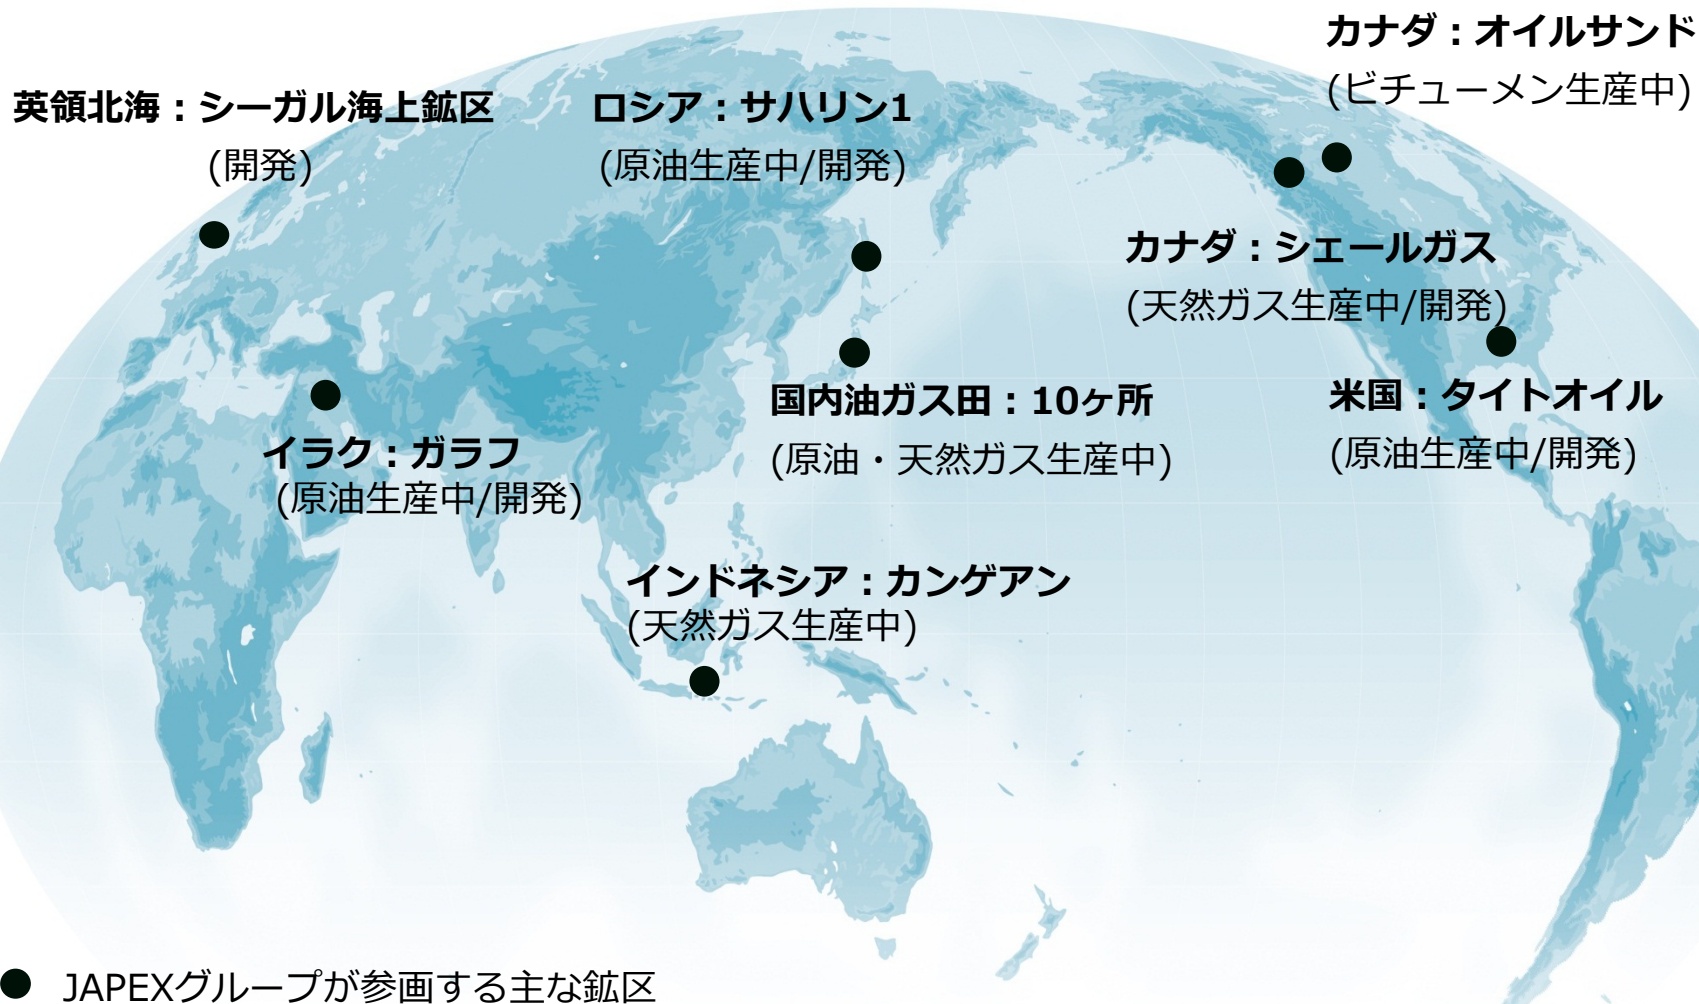 カナダ：オイルサンド
(ビチューメン生産中)
英領北海：シーガル海上鉱区
(開発)
ロシア：サハリン1
(原油生産中/開発)
カナダ：シェールガス
(天然ガス生産中/開発)
国内油ガス田：10ヶ所
(原油・天然ガス生産中)
米国：タイトオイル
(原油生産中/開発)
イラク：ガラフ
(原油生産中/開発)
インドネシア：カンゲアン
(天然ガス生産中)
JAPEXグループが参画する主な鉱区